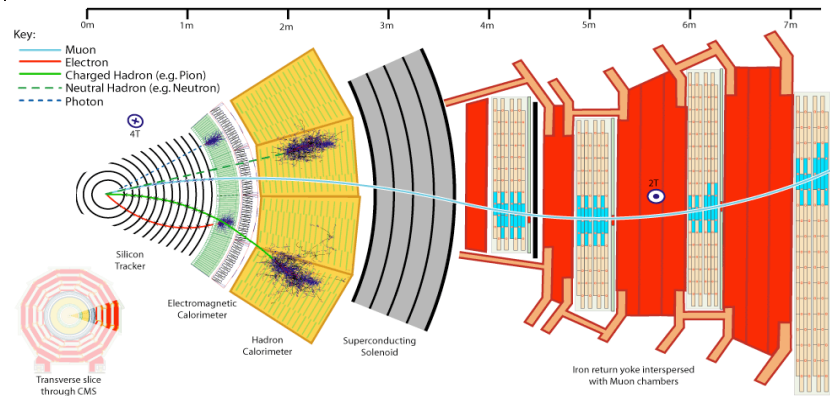 0m 1m 2m 3m 4m 5m 6m 7m
Key:
Muon
Electron
Charged Hadron (e.g. Pion)
Neutral Hadron (e.g. Neutron)
Photon
4T
2T
Silicon
Tracker
Electromagnetic
Calorimeter
Hadron
Calorimeter
Superconducting
Solenoid
Iron return yoke interspersed
with Muon chambers
Transverse slice
through CMS